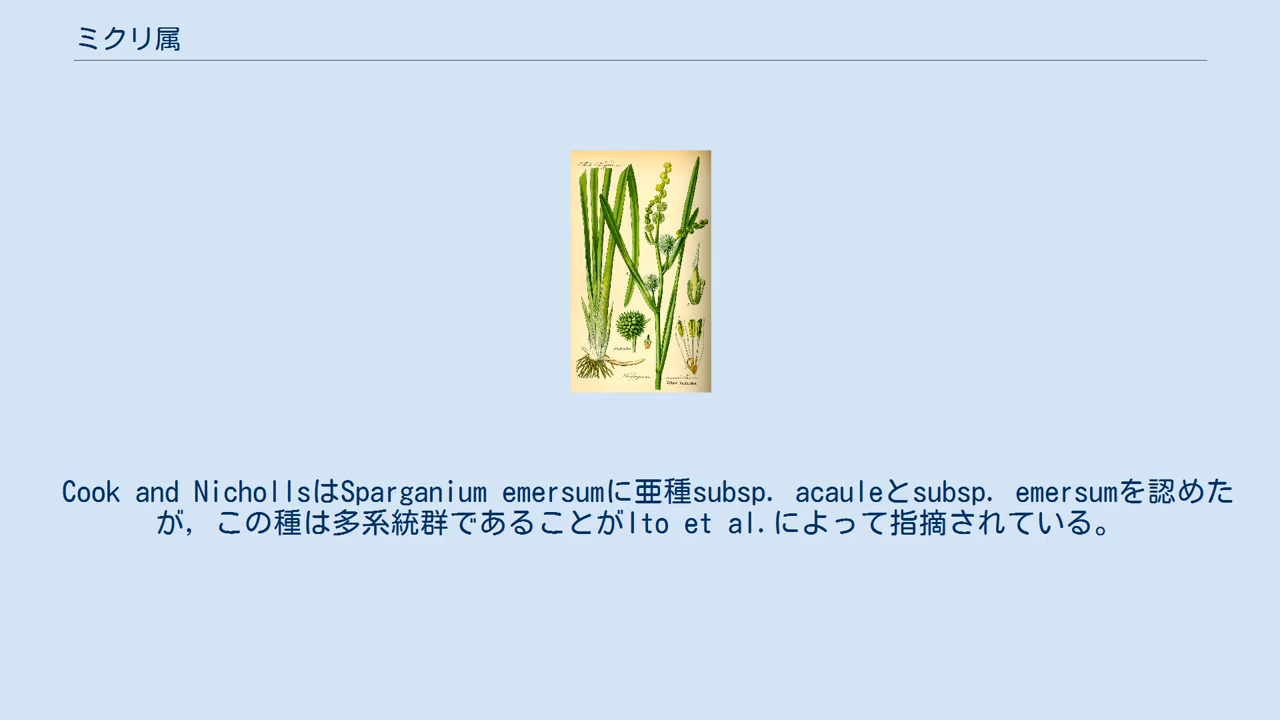 ミクリ属
Cook and NichollsはSparganium emersumに亜種subsp. acauleとsubsp. emersumを認めた
が, この種は多系統群であることがIto et al.によって指摘されている。